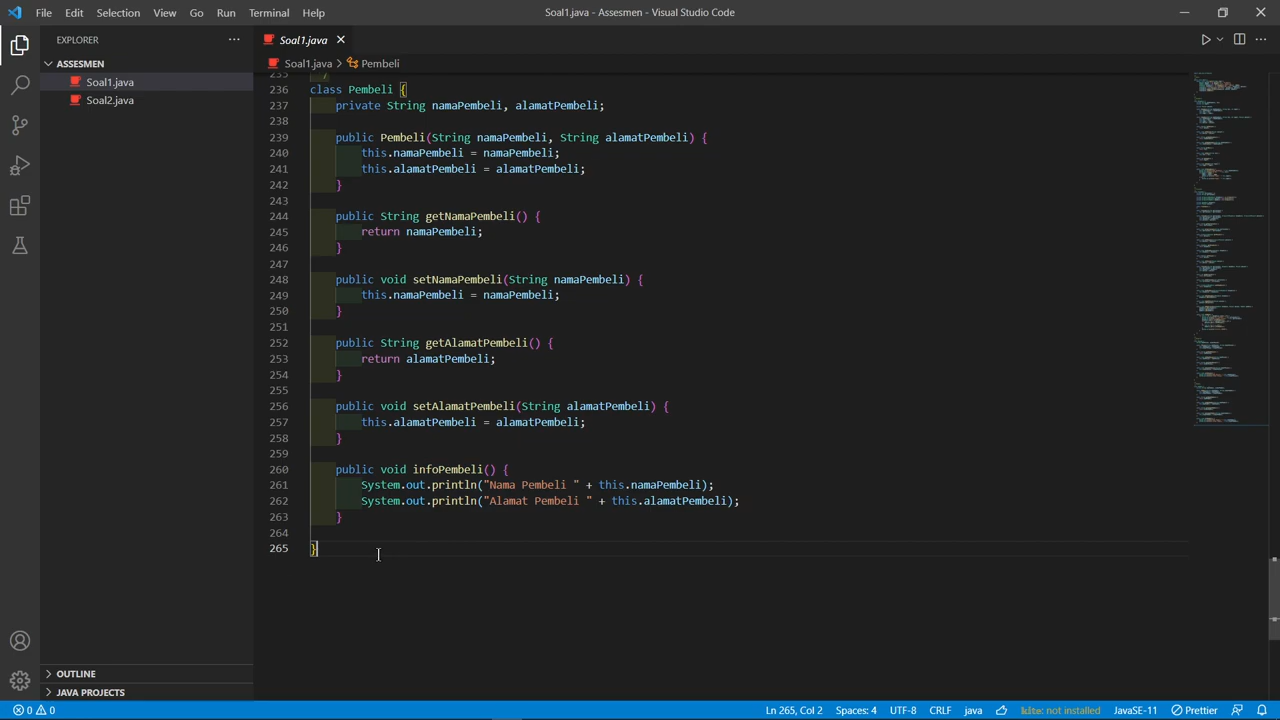 File Edit Selection View Go Run Terminal Help
Soal1.java - Assesmen - Visual Studio Code
EXPLORER
ASSESMEN
Soal1.java
Soal2.java
OUTLINE
JAVA PROJECTS
Soal1.java
Soal1.java > Pembeli
235
236 class Pembeli {
237 private String namaPembeli, alamatPembeli;
238
239 public Pembeli(String namaPembeli, String alamatPembeli) {
240 this.namaPembeli = namaPembeli;
241 this.alamatPembeli = alamatPembeli;
242 }
243
244 public String getNamaPembeli() {
245 return namaPembeli;
246 }
247
248 public void setNamaPembeli(String namaPembeli) {
249 this.namaPembeli = namaPembeli;
250 }
251
252 public String getAlamatPembeli() {
253 return alamatPembeli;
254 }
255
256 public void setAlamatPembeli(String alamatPembeli) {
257 this.alamatPembeli = alamatPembeli;
258 }
259
260 public void infoPembeli() {
261 System.out.println("Nama Pembeli " + this.namaPembeli);
262 System.out.println("Alamat Pembeli " + this.alamatPembeli);
263 }
264
265 }
0 0
Ln 265, Col 2 Spaces: 4 UTF-8 CRLF java kite: not installed JavaSE-11 Prettier